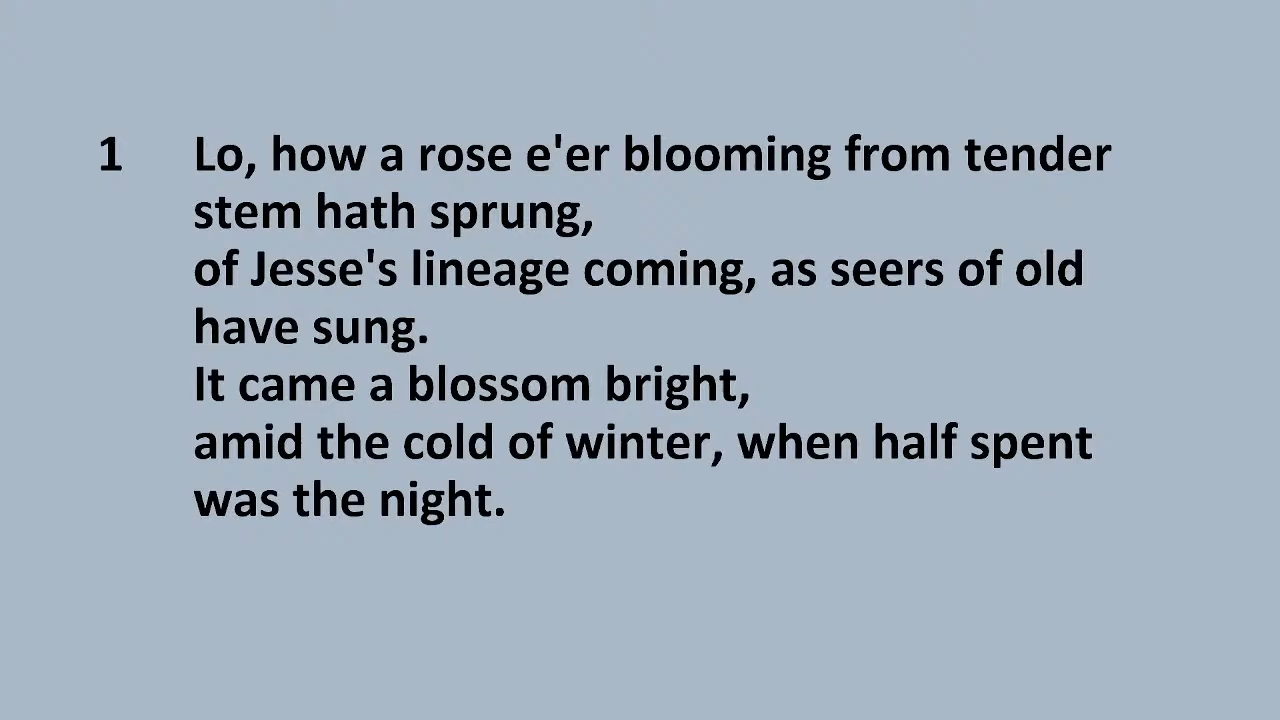 1 Lo, how a rose e'er blooming from tender
stem hath sprung,
of Jesse's lineage coming, as seers of old
have sung.
It came a blossom bright,
amid the cold of winter, when half spent
was the night.